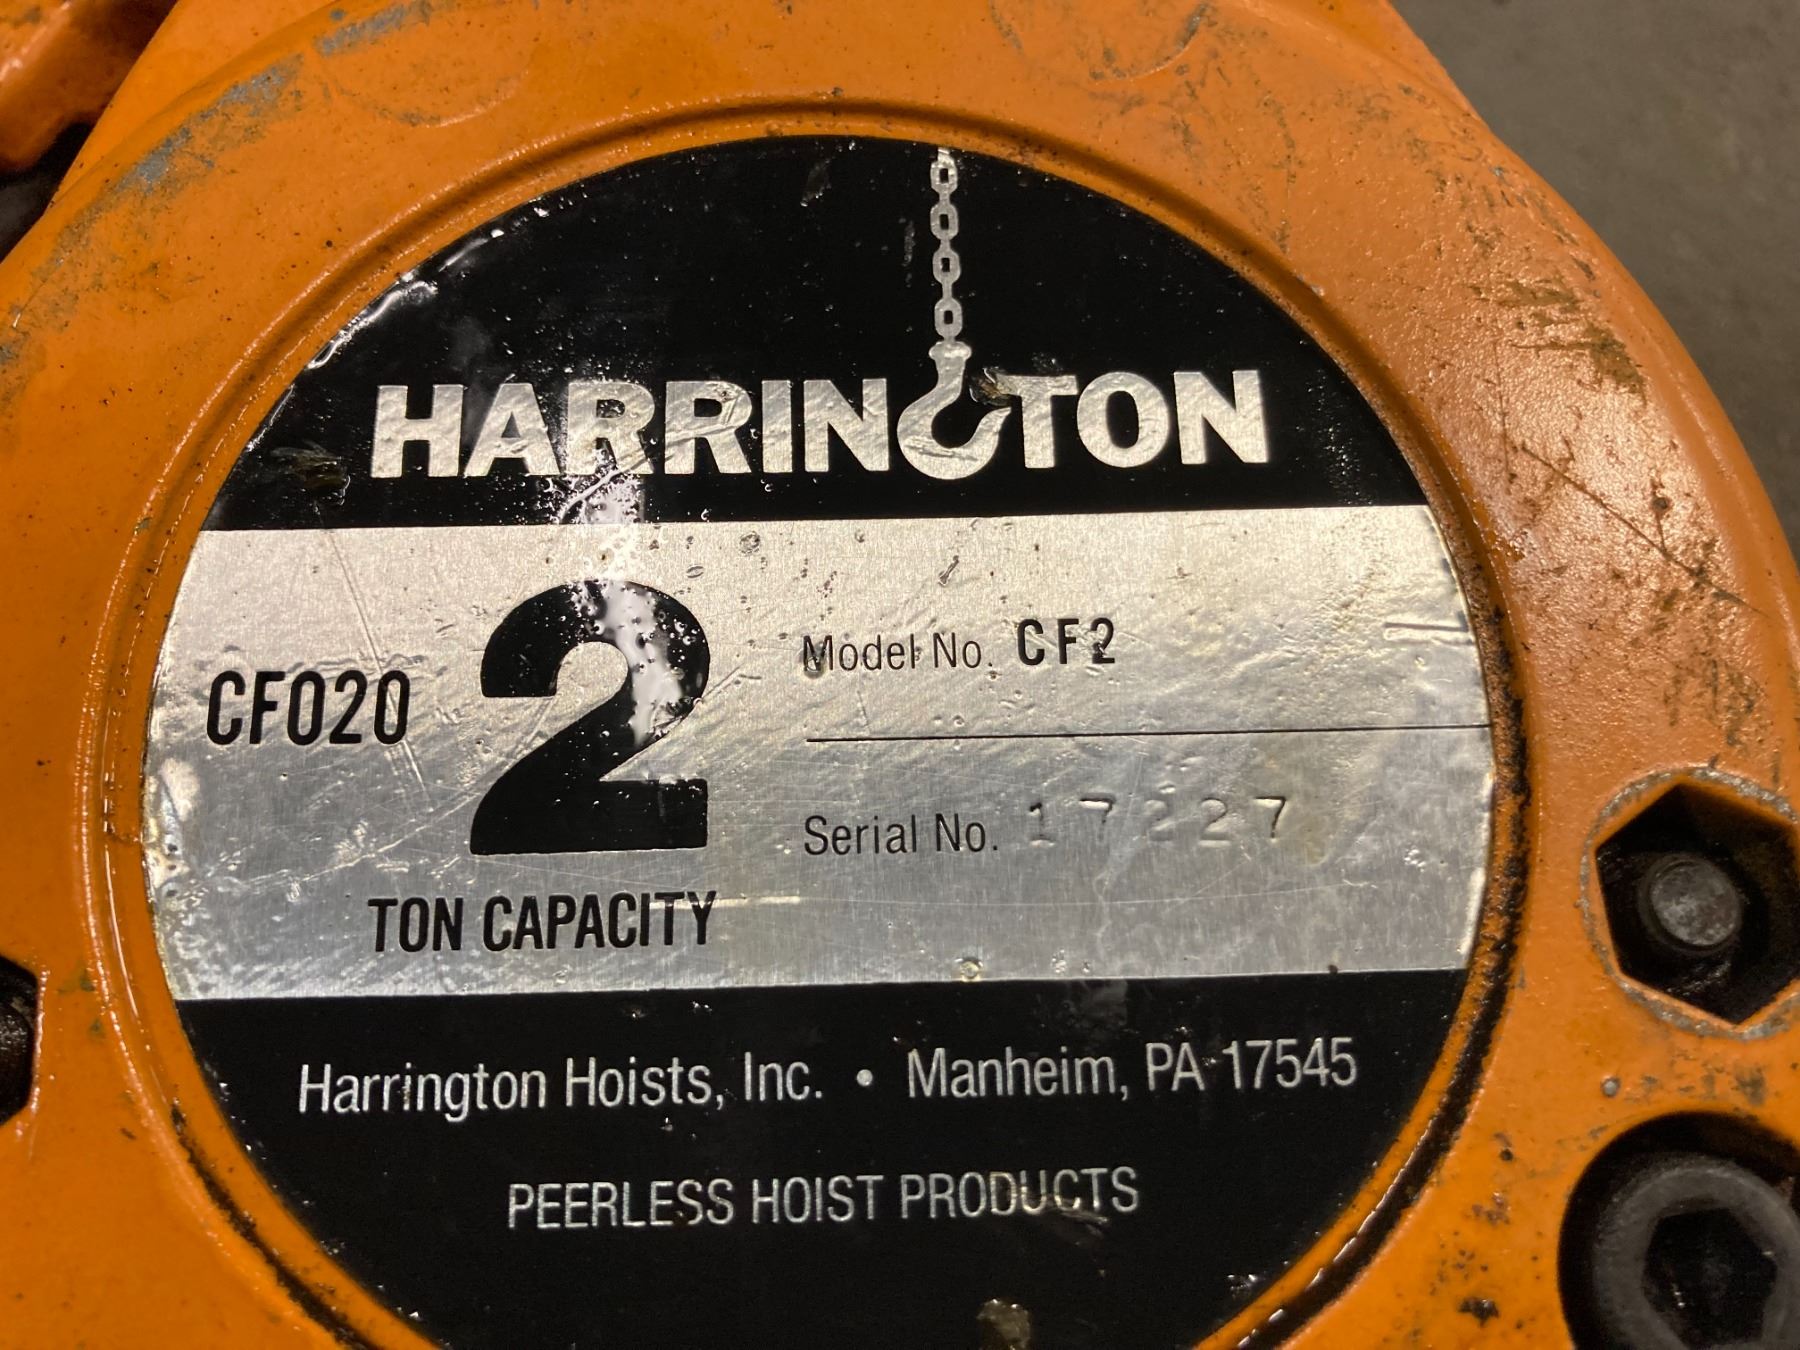 HARRINGTON
CF020
2
TON CAPACITY
Model No. CF2
Serial No. 17227
Harrington Hoists, Inc. • Manheim, PA 17545
PEERLESS HOIST PRODUCTS